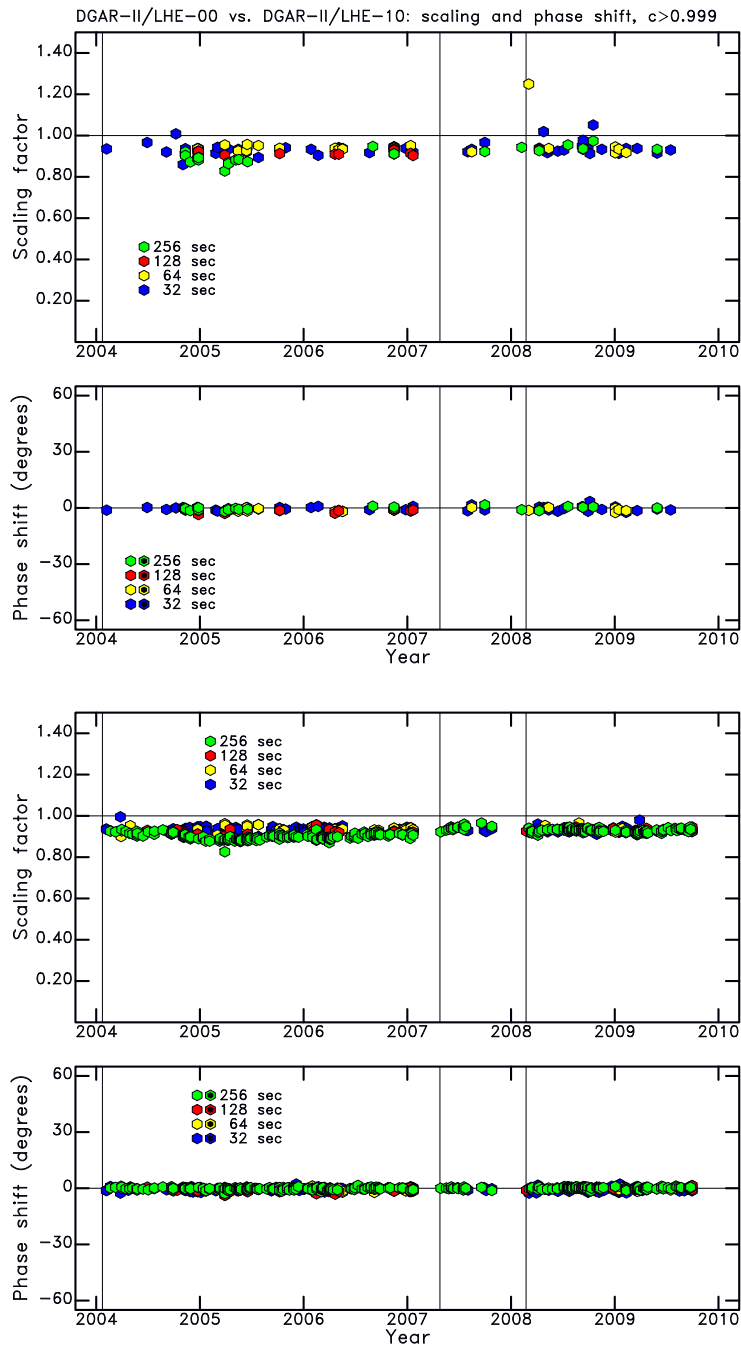 DGAR-II/LHE-00 vs. DGAR-II/LHE-10: scaling and phase shift, c>0.999
1.40
1.20
1.00
0.80
0.60
0.40
0.20
Scaling factor
256 sec
128 sec
64 sec
32 sec
2004 2005 2006 2007 2008 2009 2010
60
30
0
-30
-60
Phase shift (degrees)
256 sec
128 sec
64 sec
32 sec
2004 2005 2006 2007 2008 2009 2010
Year
1.40
1.20
1.00
0.80
0.60
0.40
0.20
Scaling factor
256 sec
128 sec
64 sec
32 sec
2004 2005 2006 2007 2008 2009 2010
60
30
0
-30
-60
Phase shift (degrees)
256 sec
128 sec
64 sec
32 sec
2004 2005 2006 2007 2008 2009 2010
Year